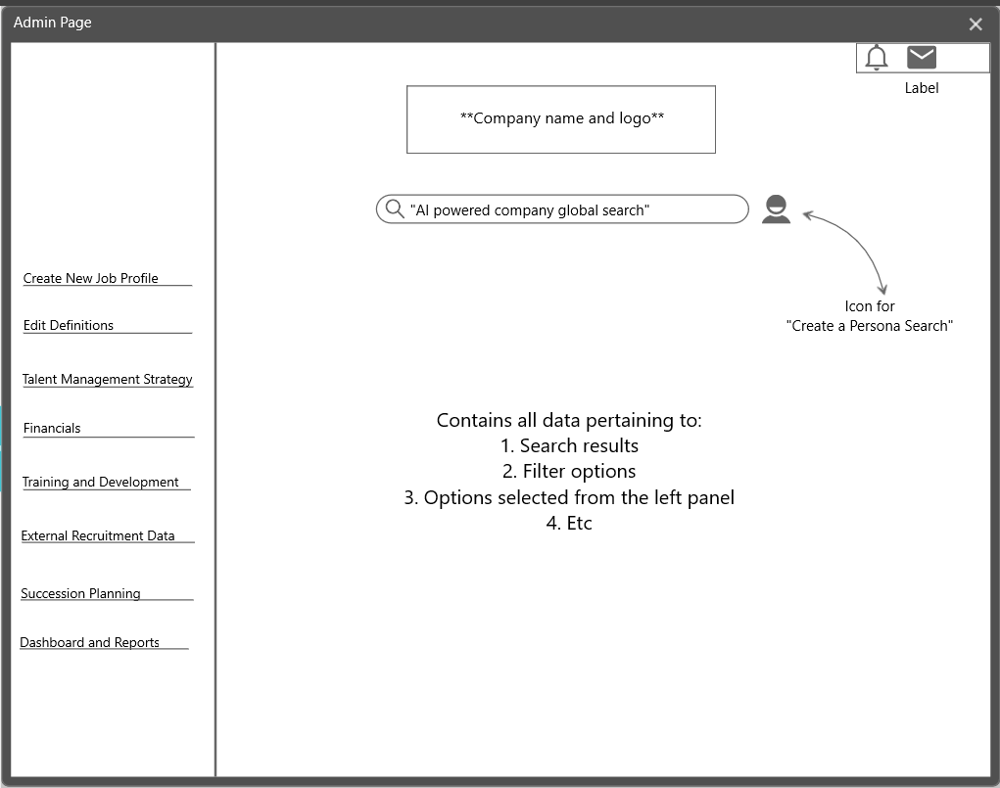 Admin Page
Label
**Company name and logo**
"AI powered company global search"
Icon for
"Create a Persona Search"
Create New Job Profile
Edit Definitions
Talent Management Strategy
Financials
Training and Development
External Recruitment Data
Succession Planning
Dashboard and Reports
Contains all data pertaining to:
1. Search results
2. Filter options
3. Options selected from the left panel
4. Etc